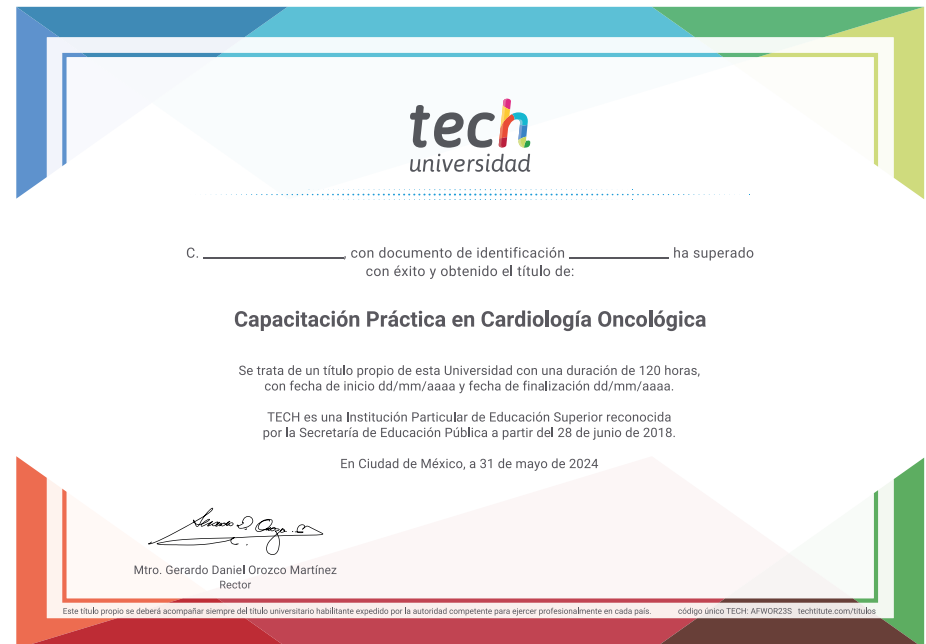 tech
universidad
C. ____________, con documento de identificación ____________ ha superado
con éxito y obtenido el título de:
Capacitación Práctica en Cardiología Oncológica
Se trata de un título propio de esta Universidad con una duración de 120 horas,
con fecha de inicio dd/mm/aaaa y fecha de finalización dd/mm/aaaa.
TECH es una Institución Particular de Educación Superior reconocida
por la Secretaría de Educación Pública a partir del 28 de junio de 2018.
En Ciudad de México, a 31 de mayo de 2024
Mtro. Gerardo Daniel Orozco Martínez
Rector
Este título propio se deberá acompañar siempre del título universitario habilitante expedido por la autoridad competente para ejercer profesionalmente en cada país. código único TECH: AFWOR23S techtitute.com/titulos